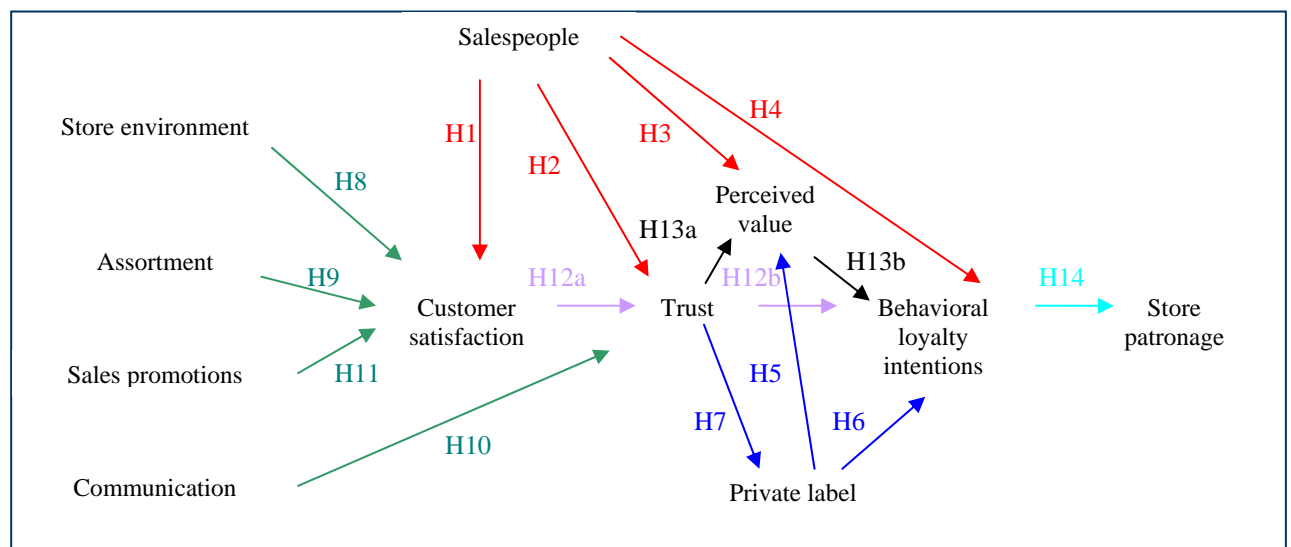 Salespeople
Store environment
H1
H2
H3
H4
H8
Perceived
value
H13a
Assortment
H9
H12a
H12b
H13b
H14
Customer
satisfaction
Trust
Behavioral
loyalty
intentions
Store
patronage
Sales promotions
H11
H5
H7
H6
H10
Communication
Private label